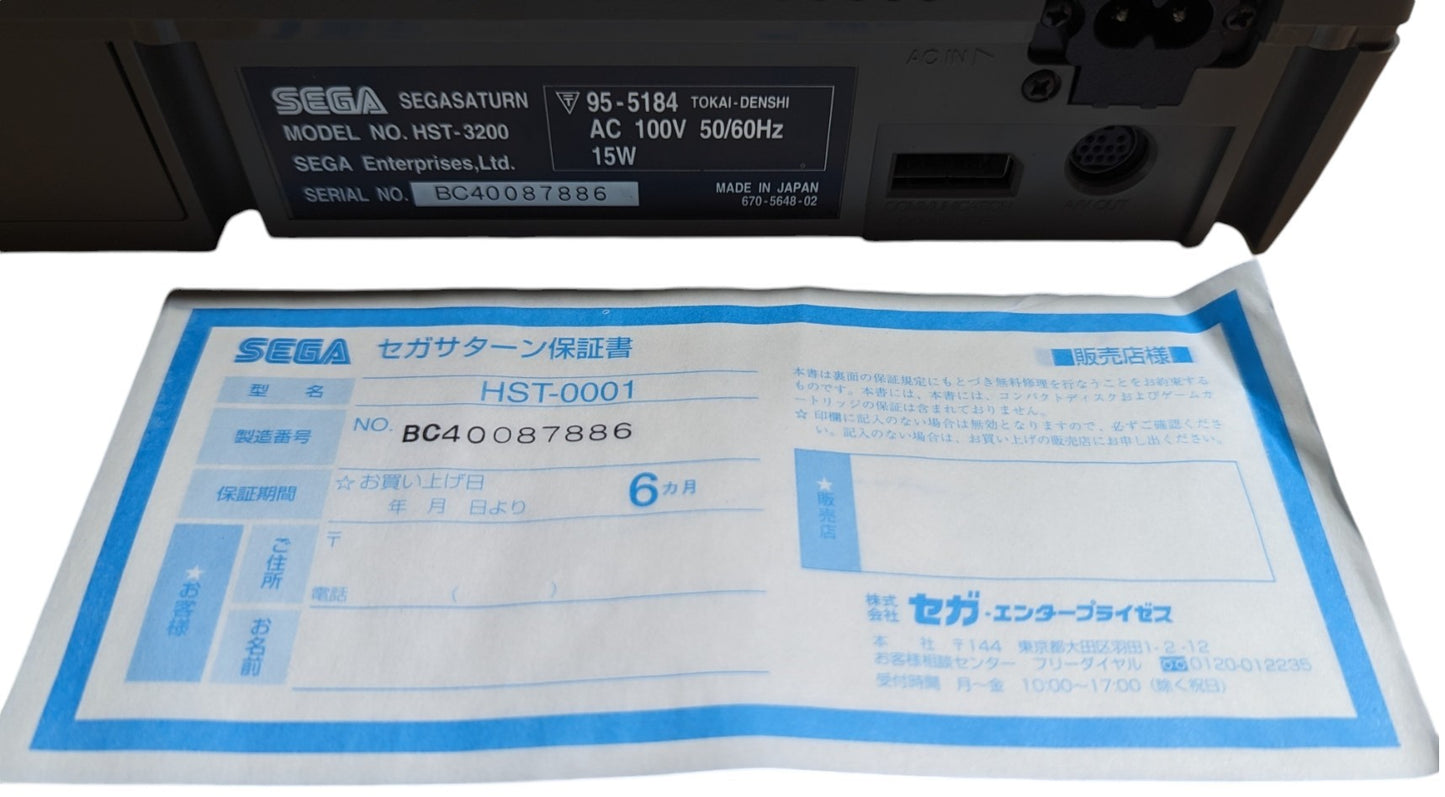 SEGA SEGASATURN
MODEL NO. HST-3200
SEGA Enterprises,Ltd.
SERIAL NO. BC40087886
95-5184 TOKAI-DENSHI
AC 100V 50/60Hz
15W
MADE IN JAPAN
670-5648-02
AC IN
COMMUNICATION
A/V OUT
SEGA セガサターン保証書
型名 HST-0001
製造番号 NO. BC40087886
保証期間 ☆お買い上げ日
年 月 日より 6カ月
★お客様
ご住所 〒
電話 ( )
お名前
販売店様
本書は裏面の保証規定にもとづき無料修理を行なうことをお約束する
ものです。本書には、本書には、コンパクトディスクおよびゲームカ
ートリッジの保証は含まれておりません。
☆ 印欄に記入のない場合は無効となりますので、必ずご確認くださ
い。記入のない場合は、お買い上げの販売店にお申し出ください。
★販売店
株式会社 セガ・エンタープライゼス
本 社 〒144 東京都大田区羽田1-2-12
お客様相談センター フリーダイヤル 0120-012235
受付時間 月〜金 10:00〜17:00 (除く祝日)